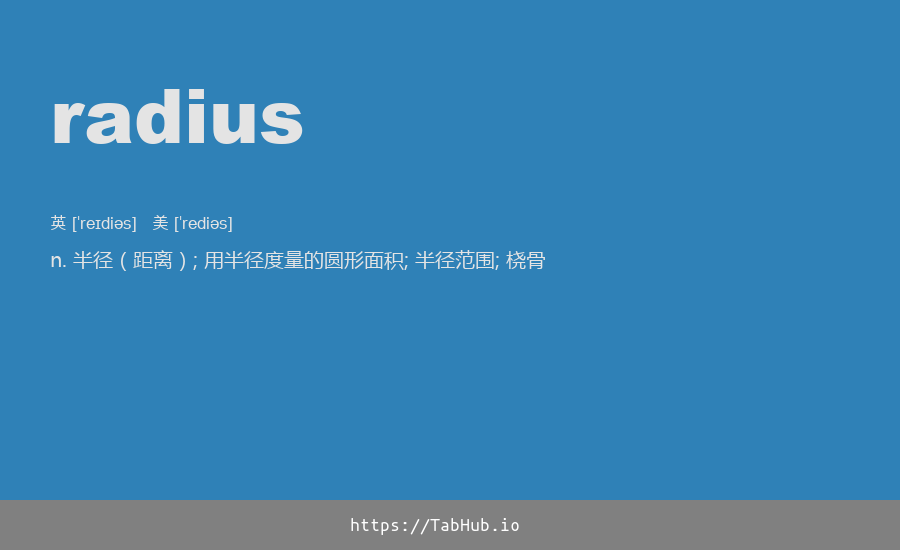 radius
英 [ˈreɪdiəs] 美 [ˈrediəs]
n. 半径（距离）; 用半径度量的圆形面积; 半径范围; 桡骨
https://TabHub.io